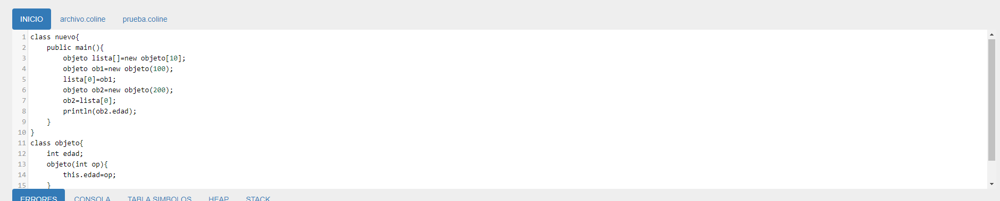 INICIO archivo.coline prueba.coline
1 class nuevo{
2 public main(){
3 objeto lista[]=new objeto[10];
4 objeto ob1=new objeto(100);
5 lista[0]=ob1;
6 objeto ob2=new objeto(200);
7 ob2=lista[0];
8 println(ob2.edad);
9 }
10 }
11 class objeto{
12 int edad;
13 objeto(int op){
14 this.edad=op;
15 }
ERRORES CONSOLA TABLA SIMBOLOS HEAP STACK